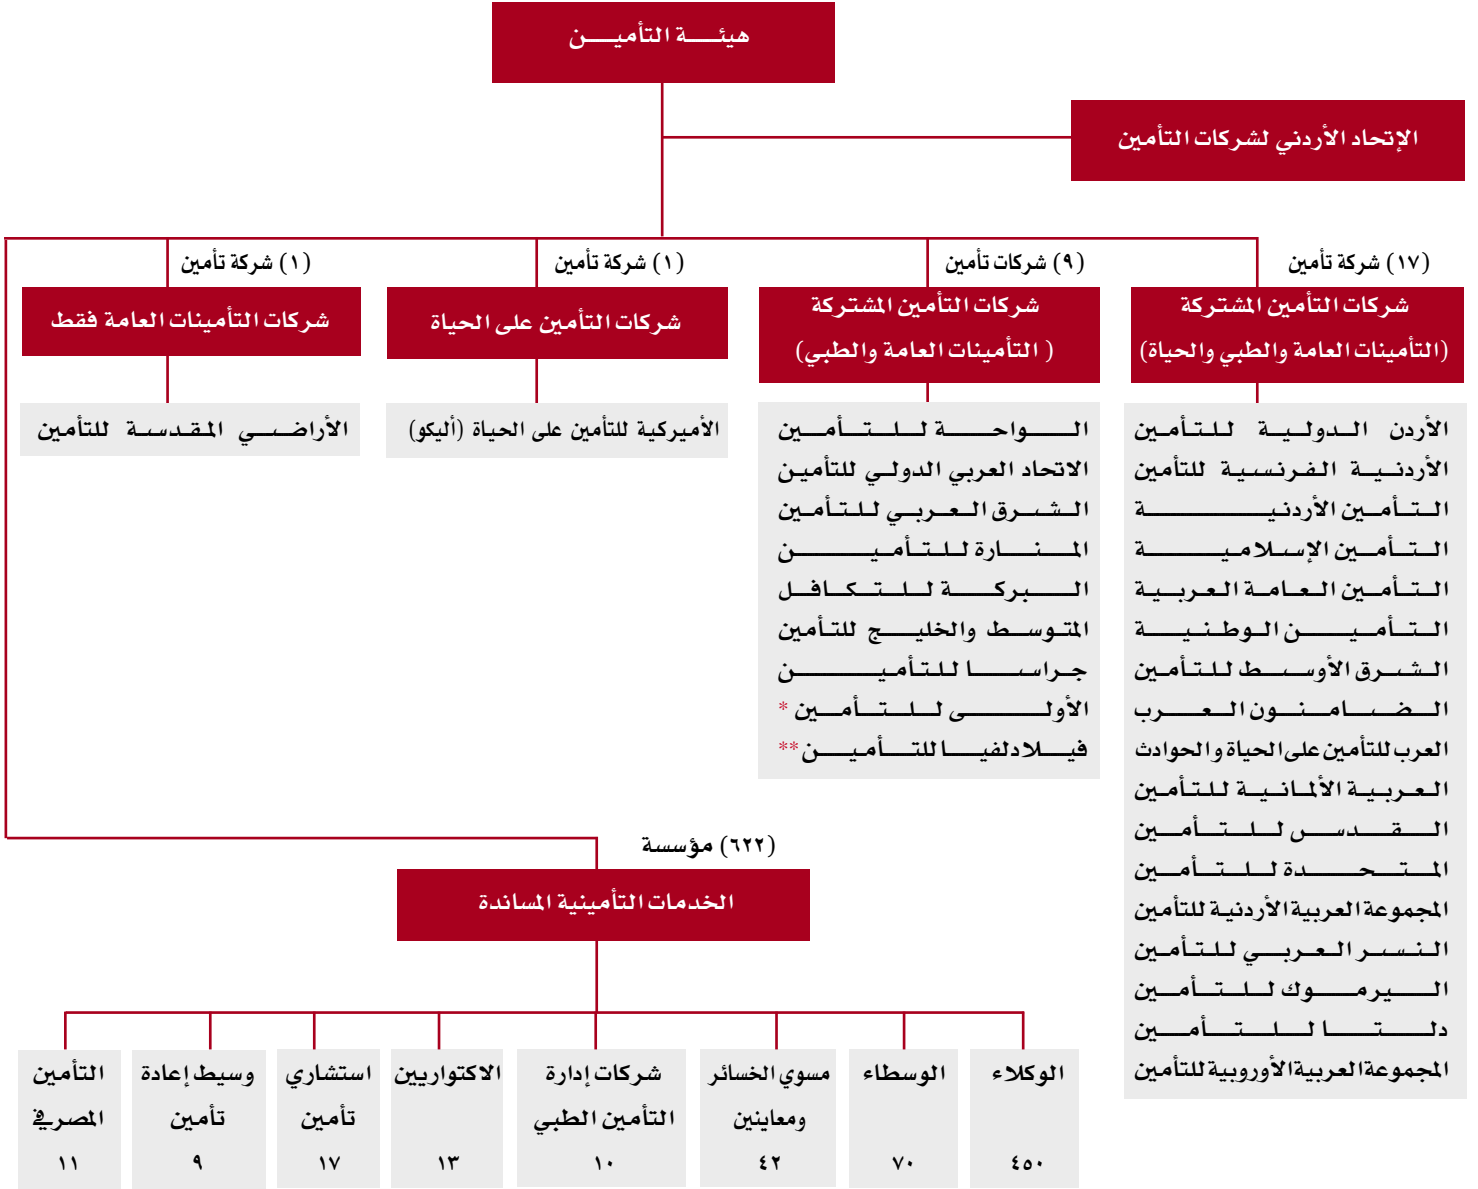 هيئة التأمين
الإتحاد الأردني لشركات التأمين
(١٧) شركة تأمين
شركات التأمين المشتركة
(التأمينات العامة والطبي والحياة)
الأردن الدولية للتأمين
الأردنية الفرنسية للتأمين
التأمين الأردنية
التأمين الإسلامية
التأمين العامة العربية
التأمين الوطنية
الشرق الأوسط للتأمين
الضامنون العرب
العرب للتأمين على الحياة والحوادث
العربية الألمانية للتأمين
القدس للتأمين
المتحدة للتأمين
المجموعة العربية الأردنية للتأمين
النسر العربي للتأمين
اليرموك للتأمين
دلتا للتأمين
المجموعة العربية الأوروبية للتأمين
(٩) شركات تأمين
شركات التأمين المشتركة
( التأمينات العامة والطبي)
الواحة للتأمين
الاتحاد العربي الدولي للتأمين
الشرق العربي للتأمين
المنارة للتأمين
البركة للتكافل
المتوسط والخليج للتأمين
جراسا للتأمين
الأولى للتأمين *
فيلادلفيا للتأمين **
(١) شركة تأمين
شركات التأمين على الحياة
الأميركية للتأمين على الحياة (أليكو)
(١) شركة تأمين
شركات التأمينات العامة فقط
الأراضي المقدسة للتأمين
(٦٢٢) مؤسسة
الخدمات التأمينية المساندة
الوكلاء
٤٥٠
الوسطاء
٧٠
مسوي الخسائر
ومعاينين
٤٢
شركات إدارة
التأمين الطبي
١٠
الاكتواريين
١٣
استشاري
تأمين
١٧
وسيط إعادة
تأمين
٩
التأمين
المصرفي
١١